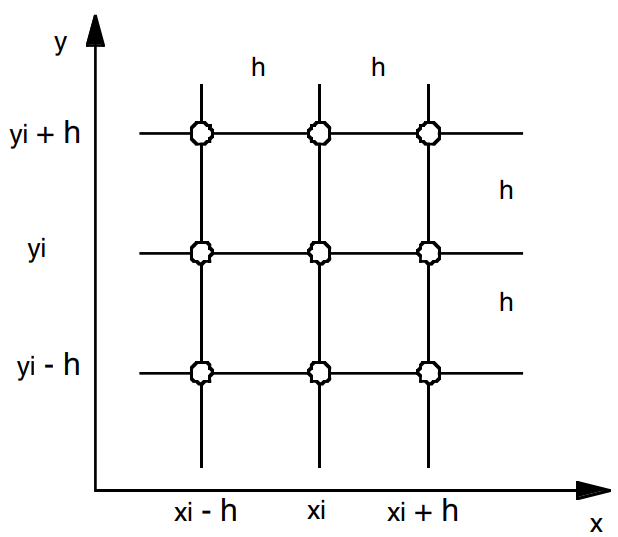 y
h h
yi + h
h
yi
h
yi - h
xi - h xi xi + h
x